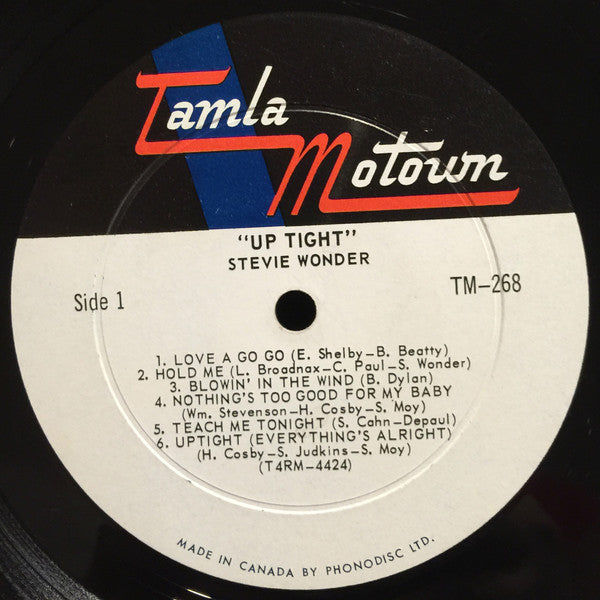 Tamla
Motown
"UP TIGHT"
STEVIE WONDER
Side 1
TM-268
1. LOVE A GO GO (E. Shelby-B. Beatty)
2. HOLD ME (L. Broadnax-C. Paul-S. Wonder)
3. BLOWIN' IN THE WIND (B. Dylan)
4. NOTHING'S TOO GOOD FOR MY BABY
(Wm. Stevenson-H. Cosby-S. Moy)
5. TEACH ME TONIGHT (S. Cahn-Depaul)
6. UPTIGHT (EVERYTHING'S ALRIGHT)
(H. Cosby-S. Judkins-S. Moy)
(T4RM-4424)
MADE IN CANADA BY PHONODISC LTD.